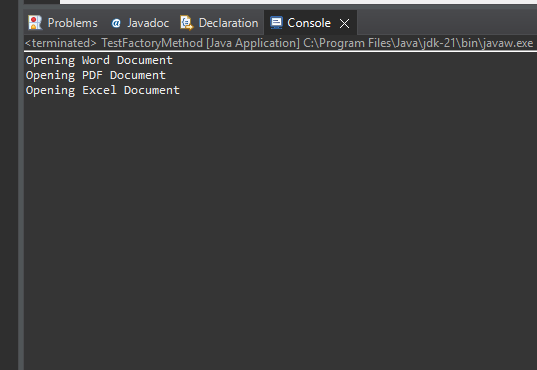 Problems @ Javadoc Declaration Console
<terminated> TestFactoryMethod [Java Application] C:\Program Files\Java\jdk-21\bin\javaw.exe
Opening Word Document
Opening PDF Document
Opening Excel Document